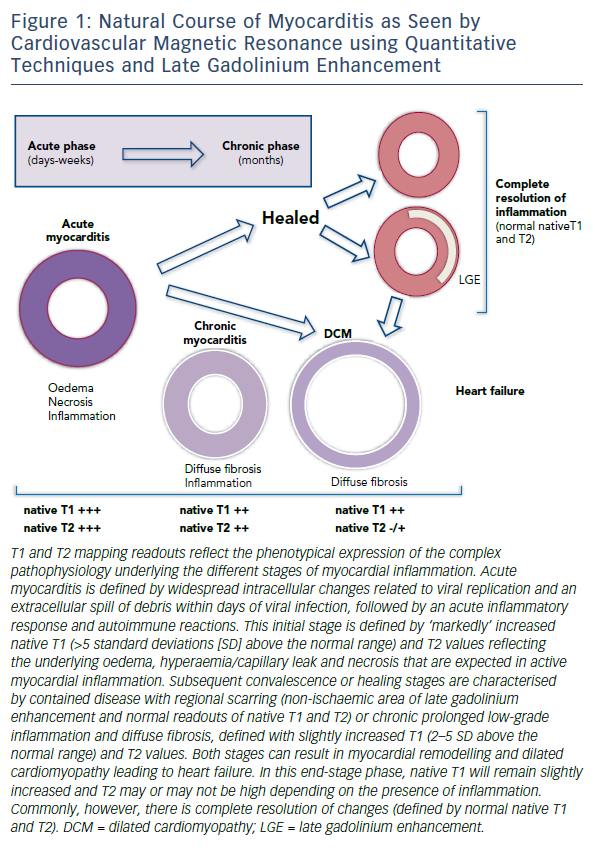 Figure 1: Natural Course of Myocarditis as Seen by
Cardiovascular Magnetic Resonance using Quantitative
Techniques and Late Gadolinium Enhancement
Acute phase
(days-weeks)
Chronic phase
(months)
Acute
myocarditis
Healed
Complete
resolution of
inflammation
(normal nativeT1
and T2)
LGE
Chronic
myocarditis
DCM
Heart failure
Oedema
Necrosis
Inflammation
Diffuse fibrosis
Inflammation
Diffuse fibrosis
native T1 +++
native T2 +++
native T1 ++
native T2 ++
native T1 ++
native T2 -/+
T1 and T2 mapping readouts reflect the phenotypical expression of the complex
pathophysiology underlying the different stages of myocardial inflammation. Acute
myocarditis is defined by widespread intracellular changes related to viral replication and an
extracellular spill of debris within days of viral infection, followed by an acute inflammatory
response and autoimmune reactions. This initial stage is defined by ‘markedly’ increased
native T1 (>5 standard deviations [SD] above the normal range) and T2 values reflecting
the underlying oedema, hyperaemia/capillary leak and necrosis that are expected in active
myocardial inflammation. Subsequent convalesce or healing stages are characterised
by contained disease with regional scarring (non-ischaemic area of late gadolinium
enhancement and normal readouts of native T1 and T2) or chronic prolonged low-grade
inflammation and diffuse fibrosis, defined with slightly increased T1 (2–5 SD above the
normal range) and T2 values. Both stages can result in myocardial remodelling and dilated
cardiomyopathy leading to heart failure. In this end-stage phase, native T1 will remain slightly
increased and T2 may or may not be high depending on the presence of inflammation.
Commonly, however, there is complete resolution of changes (defined by normal native T1
and T2). DCM = dilated cardiomyopathy; LGE = late gadolinium enhancement.